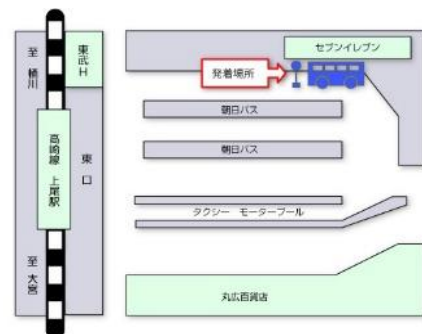 至 桶川
東武H
高崎線 上尾駅
東口
至 大宮
セブンイレブン
発着場所
朝日バス
朝日バス
タクシー モータープール
丸広百貨店